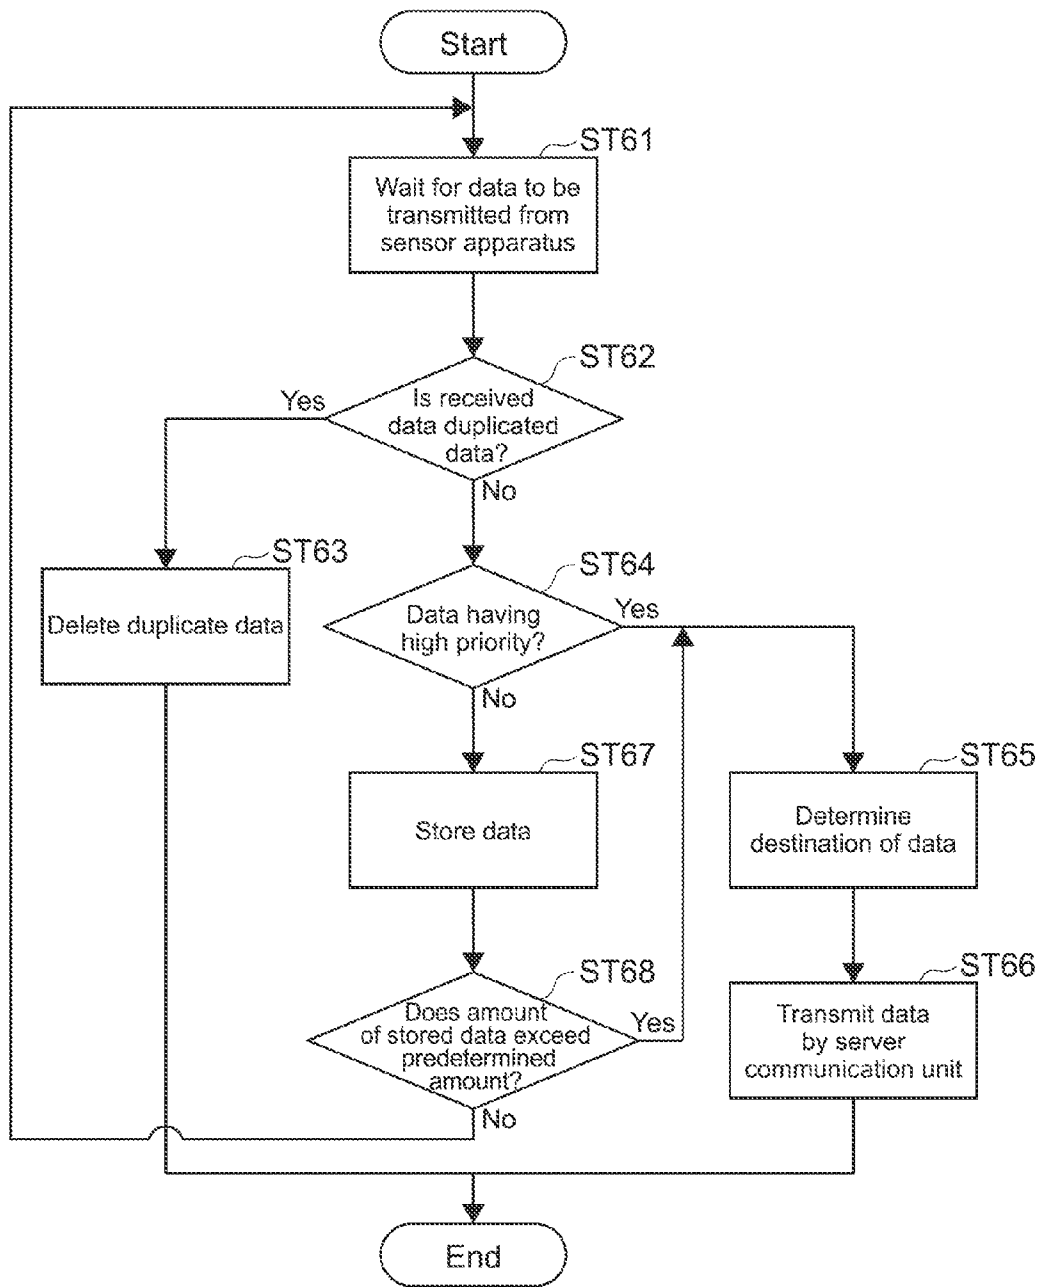 Start
ST61
Wait for data to be
transmitted from
sensor apparatus
ST62
Yes
Is received
data duplicated
data?
No
ST63
Delete duplicate data
ST64
Data having
high priority?
Yes
No
ST67
Store data
ST65
Determine
destination of data
ST68
Does amount
of stored data exceed
predetermined
amount?
Yes
No
ST66
Transmit data
by server
communication unit
End